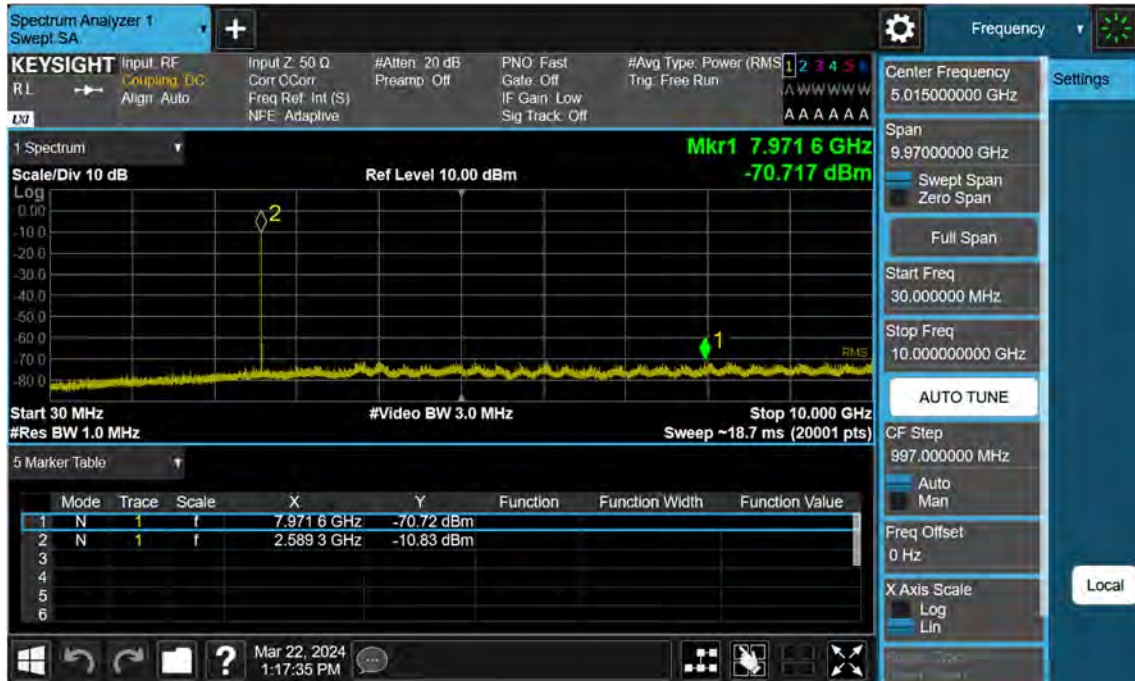 Spectrum Analyzer 1
Swept SA
Frequency
KEYSIGHT
RL
LXI
Input: RF
Coupling: DC
Align: Auto
Input Z: 50 Ω
Corr CCorr
Freq Ref: Int (S)
NFE: Adaptive
#Atten: 20 dB
Preamp: Off
PNO: Fast
Gate: Off
IF Gain: Low
Sig Track: Off
#Avg Type: Power (RMS
Trig: Free Run
1 2 3 4 5 6
A W W W W W
A A A A A A
1 Spectrum
Mkr1 7.971 6 GHz
Scale/Div 10 dB
Ref Level 10.00 dBm
-70.717 dBm
Log
0.00
-10.0
-20.0
-30.0
-40.0
-50.0
-60.0
-70.0
-80.0
2
1
RMS
Start 30 MHz
#Video BW 3.0 MHz
Stop 10.000 GHz
#Res BW 1.0 MHz
Sweep ~18.7 ms (20001 pts)
5 Marker Table
Mode Trace Scale X Y Function Function Width Function Value
1 N 1 f 7.971 6 GHz -70.72 dBm
2 N 1 f 2.589 3 GHz -10.83 dBm
3
4
5
6
Mar 22, 2024
1:17:35 PM
?
Center Frequency
5.015000000 GHz
Settings
Span
9.97000000 GHz
Swept Span
Zero Span
Full Span
Start Freq
30.000000 MHz
Stop Freq
10.000000000 GHz
AUTO TUNE
CF Step
997.000000 MHz
Auto
Man
Freq Offset
0 Hz
X Axis Scale
Log
Lin
Local